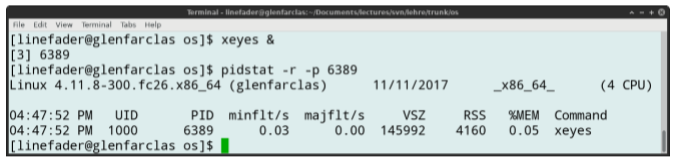 Terminal - linefader@glenfarclas:~/Documents/lectures/svn/lehre/trunk/os
File Edit View Terminal Tabs Help
[linefader@glenfarclas os]$ xeyes &
[3] 6389
[linefader@glenfarclas os]$ pidstat -r -p 6389
Linux 4.11.8-300.fc26.x86_64 (glenfarclas) 11/11/2017 _x86_64_ (4 CPU)
04:47:52 PM UID PID minflt/s majflt/s VSZ RSS %MEM Command
04:47:52 PM 1000 6389 0.03 0.00 145992 4160 0.05 xeyes
[linefader@glenfarclas os]$